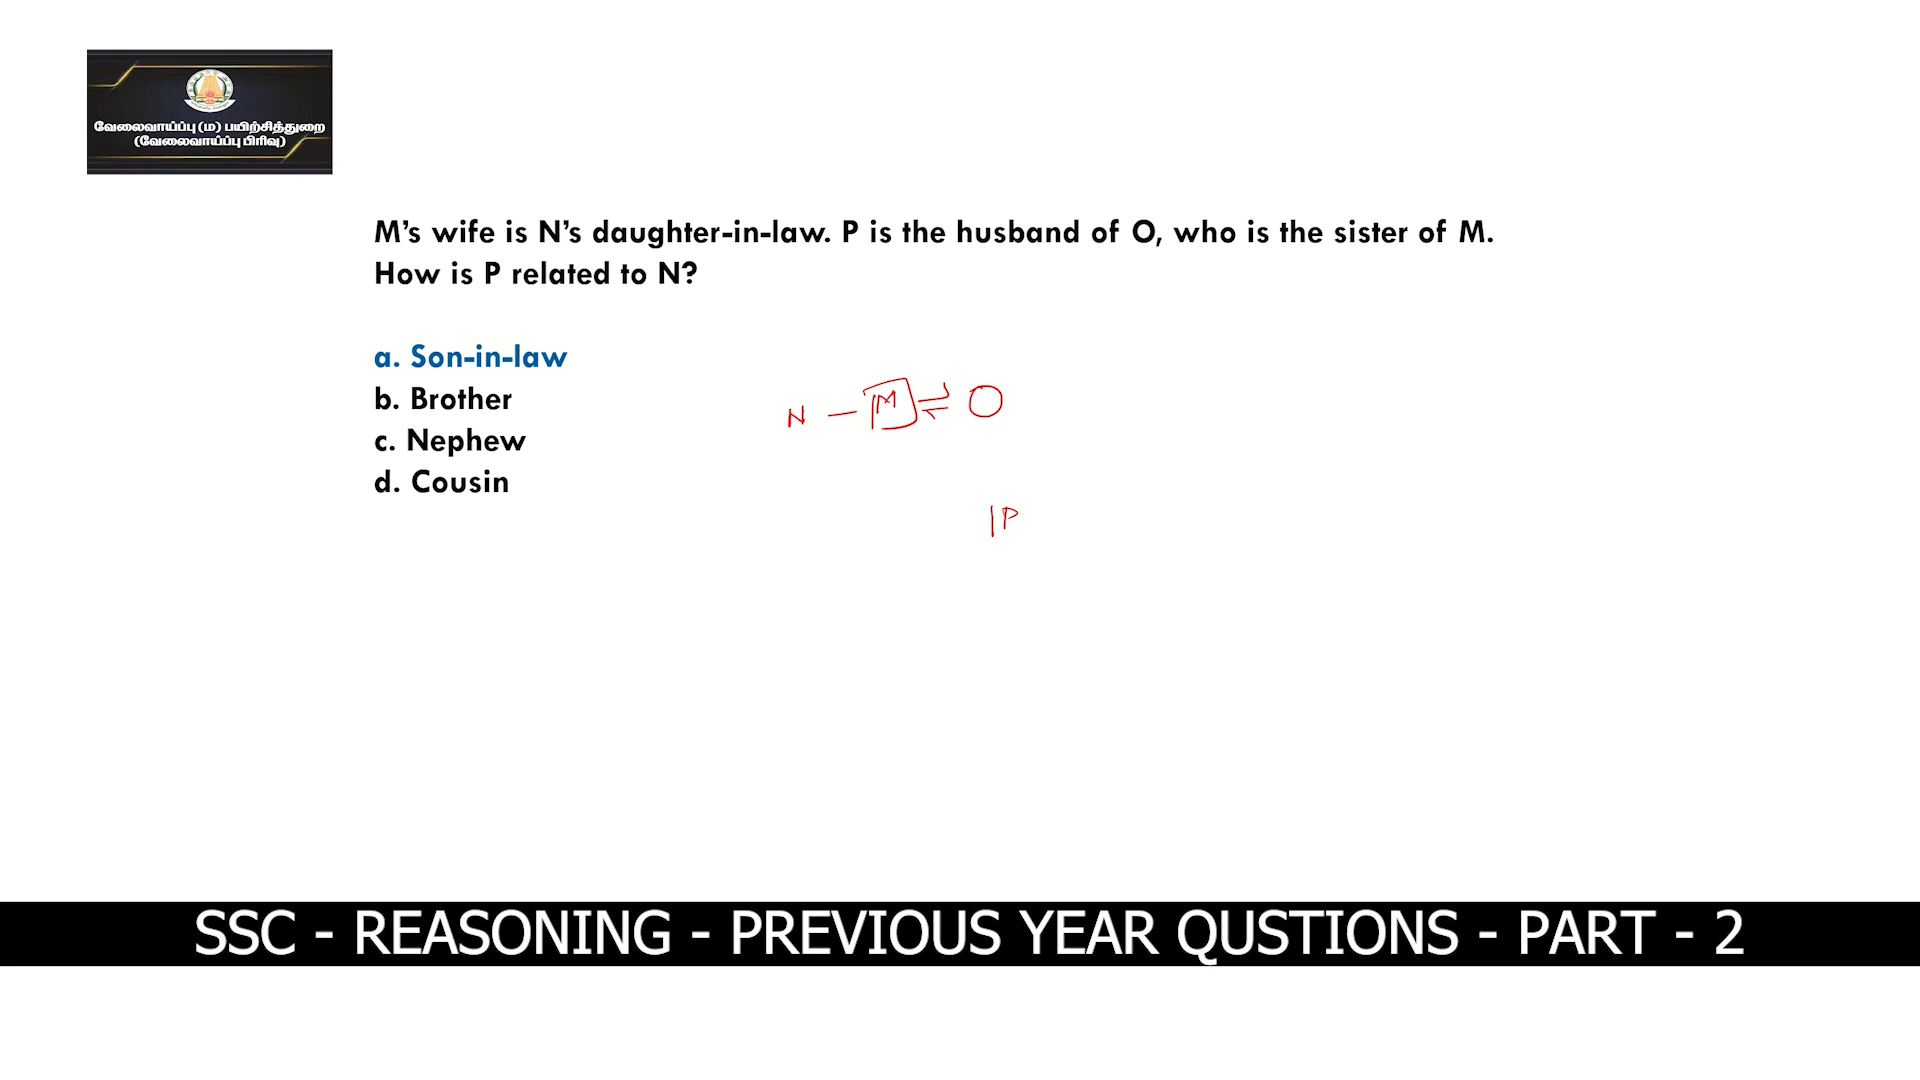 வேலைவாய்ப்பு (ம) பயிற்சித்துறை
(வேலைவாய்ப்பு பிரிவு)
M’s wife is N’s daughter-in-law. P is the husband of O, who is the sister of M.
How is P related to N?
a. Son-in-law
b. Brother
c. Nephew
d. Cousin
N — M O
P
SSC - REASONING - PREVIOUS YEAR QUSTIONS - PART - 2